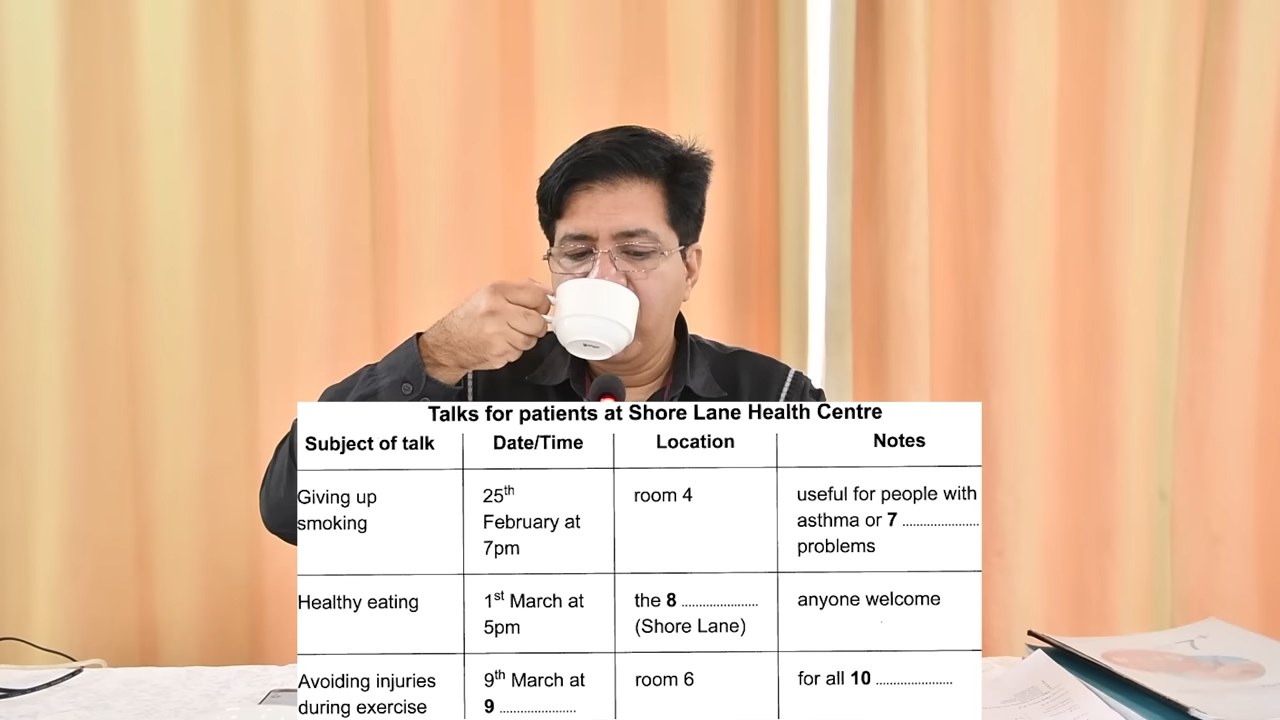 Talks for patients at Shore Lane Health Centre
Subject of talk Date/Time Location Notes
Giving up smoking
25th February at 7pm
room 4
useful for people with
asthma or 7 ......................
problems
Healthy eating
1st March at 5pm
the 8 ......................
(Shore Lane)
anyone welcome
Avoiding injuries
during exercise
9th March at
9 ......................
room 6
for all 10 ......................